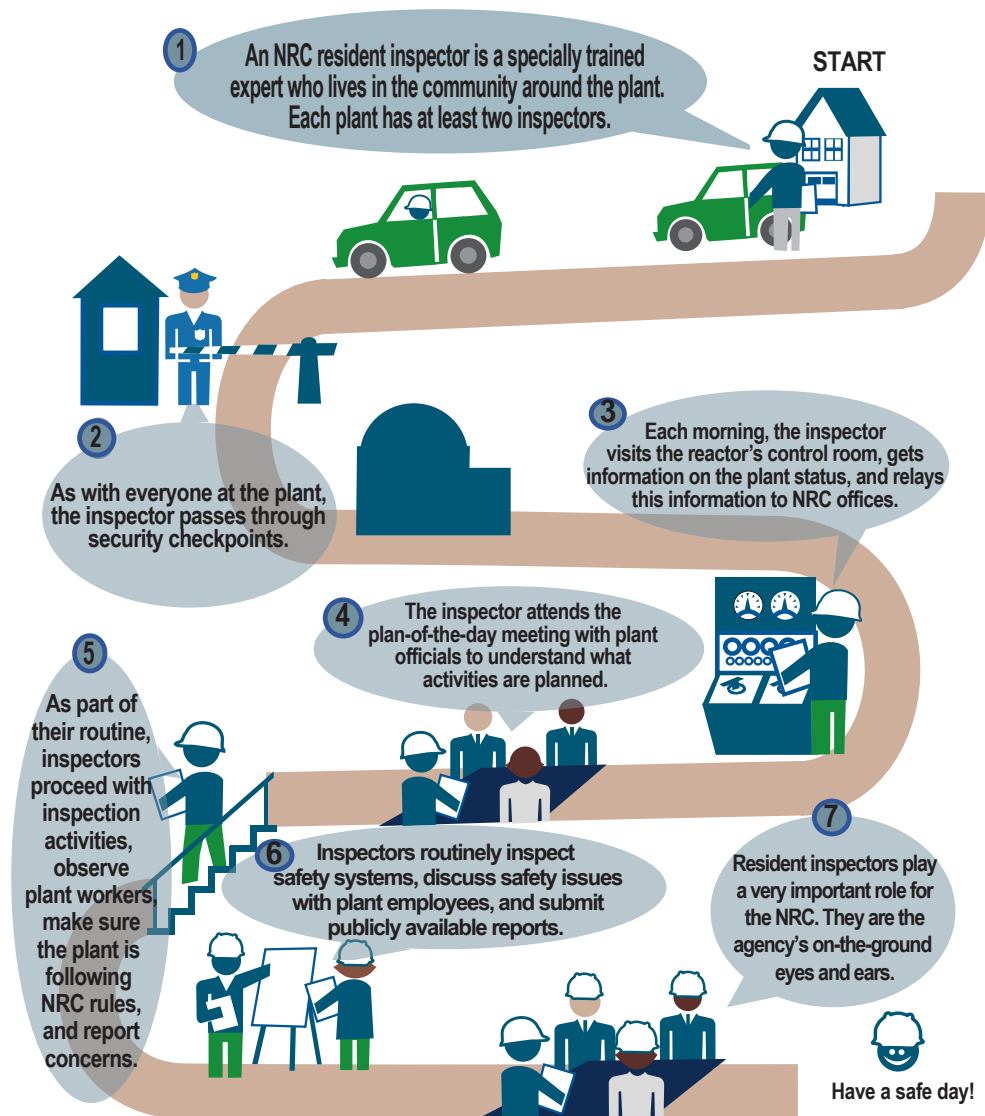 1
An NRC resident inspector is a specially trained
expert who lives in the community around the plant.
Each plant has at least two inspectors.
START
2
As with everyone at the plant,
the inspector passes through
security checkpoints.
3
Each morning, the inspector
visits the reactor’s control room, gets
information on the plant status, and relays
this information to NRC offices.
4
The inspector attends the
plan-of-the-day meeting with plant
officials to understand what
activities are planned.
5
As part of
their routine,
inspectors
proceed with
inspection
activities,
observe
plant workers,
make sure
the plant is
following
NRC rules,
and report
concerns.
6
Inspectors routinely inspect
safety systems, discuss safety issues
with plant employees, and submit
publicly available reports.
7
Resident inspectors play
a very important role for
the NRC. They are the
agency’s on-the-ground
eyes and ears.
Have a safe day!